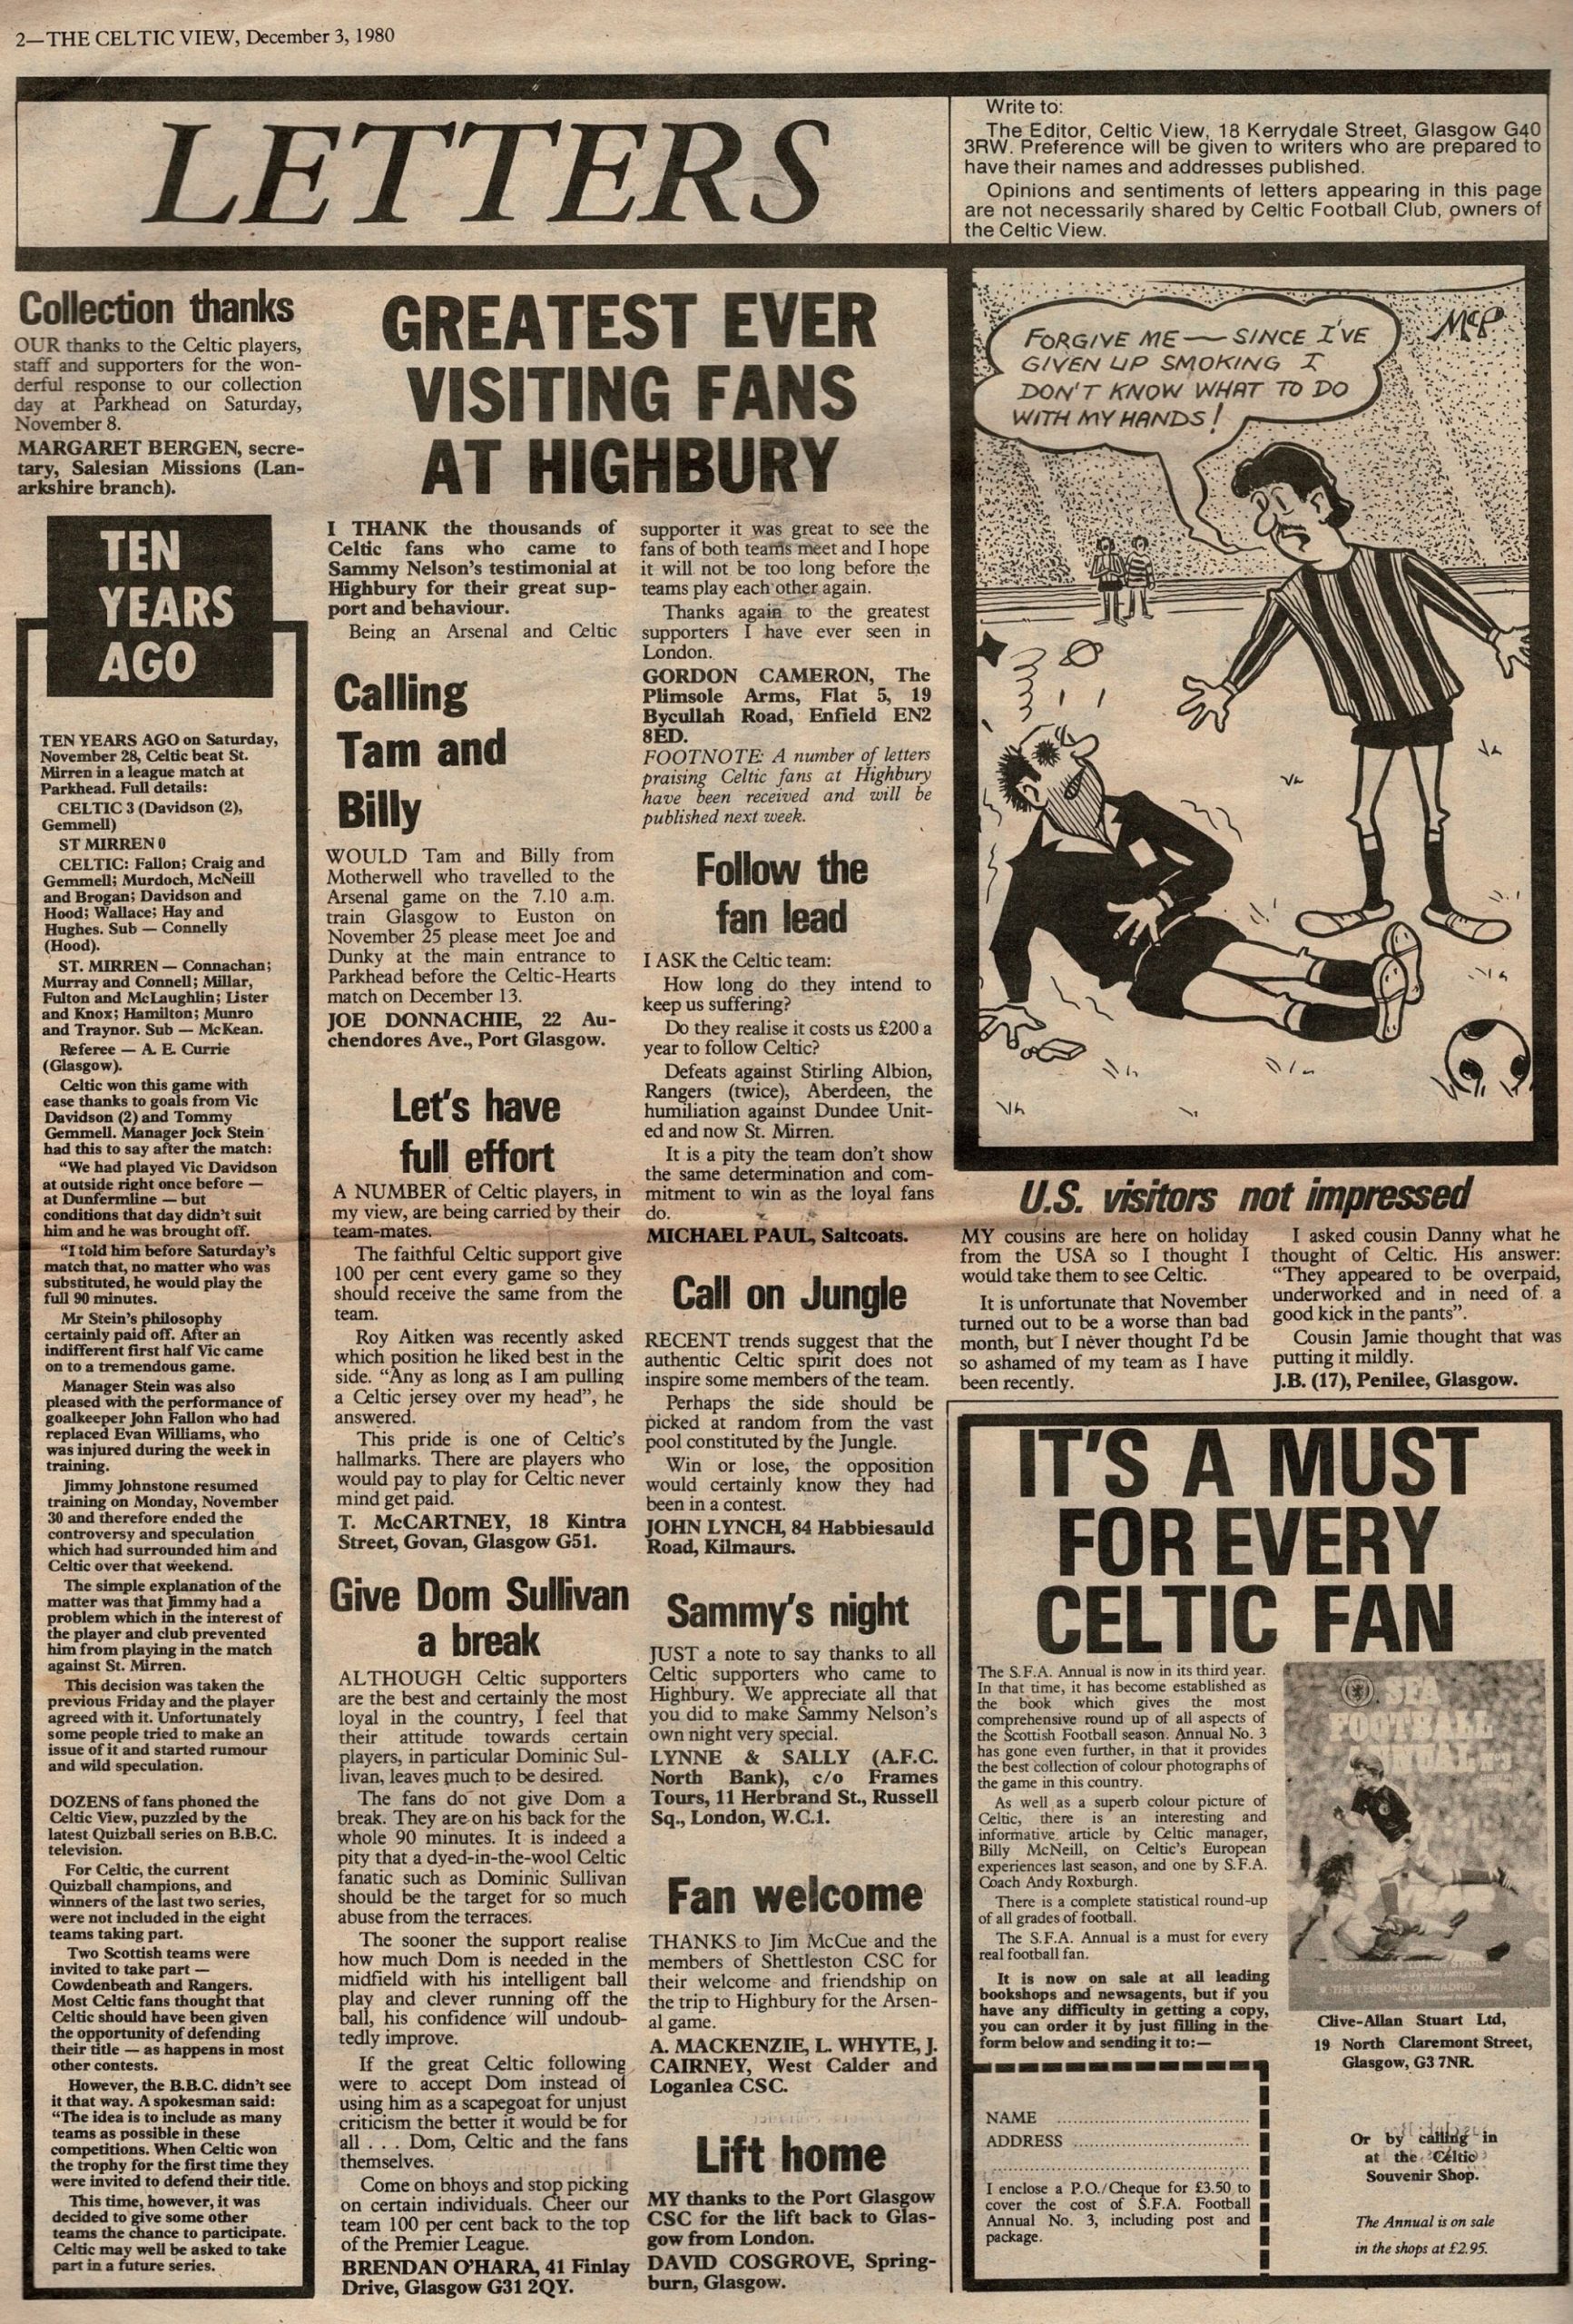 2—THE CELTIC VIEW, December 3, 1980
LETTERS
Write to:
The Editor, Celtic View, 18 Kerrydale Street, Glasgow G40
3RW. Preference will be given to writers who are prepared to
have their names and addresses published.
Opinions and sentiments of letters appearing in this page
are not necessarily shared by Celtic Football Club, owners of
the Celtic View.
Collection thanks
OUR thanks to the Celtic players,
staff and supporters for the won-
derful response to our collection
day at Parkhead on Saturday,
November 8.
MARGARET BERGEN, secre-
tary, Salesian Missions (Lan-
arkshire branch).
TEN
YEARS
AGO
TEN YEARS AGO on Saturday,
November 28, Celtic beat St.
Mirren in a league match at
Parkhead. Full details:
CELTIC 3 (Davidson (2),
Gemmell)
ST MIRREN 0
CELTIC: Fallon; Craig and
Gemmell; Murdoch, McNeill
and Brogan; Davidson and
Hood; Wallace; Hay and
Hughes. Sub — Connelly
(Hood).
ST. MIRREN — Connachan;
Murray and Connell; Millar,
Fulton and McLaughlin; Lister
and Knox; Hamilton; Munro
and Traynor. Sub — McKean.
Referee — A. E. Currie
(Glasgow).
Celtic won this game with
ease thanks to goals from Vic
Davidson (2) and Tommy
Gemmell. Manager Jock Stein
had this to say after the match:
"We had played Vic Davidson
at outside right once before —
at Dunfermline — but
conditions that day didn't suit
him and he was brought off.
"I told him before Saturday's
match that, no matter who was
substituted, he would play the
full 90 minutes.
Mr Stein's philosophy
certainly paid off. After an
indifferent first half Vic came
on to a tremendous game.
Manager Stein was also
pleased with the performance of
goalkeeper John Fallon who had
replaced Evan Williams, who
was injured during the week in
training.
Jimmy Johnstone resumed
training on Monday, November
30 and therefore ended the
controversy and speculation
which had surrounded him and
Celtic over that weekend.
The simple explanation of the
matter was that Jimmy had a
problem which in the interest of
the player and club prevented
him from playing in the match
against St. Mirren.
This decision was taken the
previous Friday and the player
agreed with it. Unfortunately
some people tried to make an
issue of it and started rumour
and wild speculation.
DOZENS of fans phoned the
Celtic View, puzzled by the
latest Quizball series on B.B.C.
television.
For Celtic, the current
Quizball champions, and
winners of the last two series,
were not included in the eight
teams taking part.
Two Scottish teams were
invited to take part —
Cowdenbeath and Rangers.
Most Celtic fans thought that
Celtic should have been given
the opportunity of defending
their title — as happens in most
other contests.
However, the B.B.C. didn't see
it that way. A spokesman said:
"The idea is to include as many
teams as possible in these
competitions. When Celtic won
the trophy for the first time they
were invited to defend their title.
This time, however, it was
decided to give some other
teams the chance to participate.
Celtic may well be asked to take
part in a future series.
GREATEST EVER
VISITING FANS
AT HIGHBURY
I THANK the thousands of
Celtic fans who came to
Sammy Nelson's testimonial at
Highbury for their great sup-
port and behaviour.
Being an Arsenal and Celtic
supporter it was great to see the
fans of both teams meet and I hope
it will not be too long before the
teams play each other again.
Thanks again to the greatest
supporters I have ever seen in
London.
GORDON CAMERON, The
Plimsole Arms, Flat 5, 19
Bycullah Road, Enfield EN2
8ED.
FOOTNOTE: A number of letters
praising Celtic fans at Highbury
have been received and will be
published next week.
Calling
Tam and
Billy
WOULD Tam and Billy from
Motherwell who travelled to the
Arsenal game on the 7.10 a.m.
train Glasgow to Euston on
November 25 please meet Joe and
Dunky at the main entrance to
Parkhead before the Celtic-Hearts
match on December 13.
JOE DONNACHIE, 22 Au-
chendores Ave., Port Glasgow.
Let's have
full effort
A NUMBER of Celtic players, in
my view, are being carried by their
team-mates.
The faithful Celtic support give
100 per cent every game so they
should receive the same from the
team.
Roy Aitken was recently asked
which position he liked best in the
side. "Any as long as I am pulling
a Celtic jersey over my head", he
answered.
This pride is one of Celtic's
hallmarks. There are players who
would pay to play for Celtic never
mind get paid.
T. McCARTNEY, 18 Kintra
Street, Govan, Glasgow G51.
Give Dom Sullivan
a break
ALTHOUGH Celtic supporters
are the best and certainly the most
loyal in the country, I feel that
their attitude towards certain
players, in particular Dominic Sul-
livan, leaves much to be desired.
The fans do not give Dom a
break. They are on his back for the
whole 90 minutes. It is indeed a
pity that a dyed-in-the-wool Celtic
fanatic such as Dominic Sullivan
should be the target for so much
abuse from the terraces.
The sooner the support realise
how much Dom is needed in the
midfield with his intelligent ball
play and clever running off the
ball, his confidence will undoub-
tedly improve.
If the great Celtic following
were to accept Dom instead of
using him as a scapegoat for unjust
criticism the better it would be for
all . . . Dom, Celtic and the fans
themselves.
Come on bhoys and stop picking
on certain individuals. Cheer our
team 100 per cent back to the top
of the Premier League.
BRENDAN O'HARA, 41 Finlay
Drive, Glasgow G31 2QY.
Follow the
fan lead
I ASK the Celtic team:
How long do they intend to
keep us suffering?
Do they realise it costs us £200 a
year to follow Celtic?
Defeats against Stirling Albion,
Rangers (twice), Aberdeen, the
humiliation against Dundee Unit-
ed and now St. Mirren.
It is a pity the team don't show
the same determination and com-
mitment to win as the loyal fans
do.
MICHAEL PAUL, Saltcoats.
Call on Jungle
RECENT trends suggest that the
authentic Celtic spirit does not
inspire some members of the team.
Perhaps the side should be
picked at random from the vast
pool constituted by the Jungle.
Win or lose, the opposition
would certainly know they had
been in a contest.
JOHN LYNCH, 84 Habbiesauld
Road, Kilmaurs.
Sammy's night
JUST a note to say thanks to all
Celtic supporters who came to
Highbury. We appreciate all that
you did to make Sammy Nelson's
own night very special.
LYNNE & SALLY (A.F.C.
North Bank), c/o Frames
Tours, 11 Herbrand St., Russell
Sq., London, W.C.1.
Fan welcome
THANKS to Jim McCue and the
members of Shettleston CSC for
their welcome and friendship on
the trip to Highbury for the Arsen-
al game.
A. MACKENZIE, L. WHYTE, J.
CAIRNEY, West Calder and
Loganlea CSC.
Lift home
MY thanks to the Port Glasgow
CSC for the lift back to Glas-
gow from London.
DAVID COSGROVE, Spring-
burn, Glasgow.
FORGIVE ME — SINCE I'VE
GIVEN UP SMOKING I
DON'T KNOW WHAT TO DO
WITH MY HANDS!
McP
U.S. visitors not impressed
MY cousins are here on holiday
from the USA so I thought I
would take them to see Celtic.
It is unfortunate that November
turned out to be a worse than bad
month, but I never thought I'd be
so ashamed of my team as I have
been recently.
I asked cousin Danny what he
thought of Celtic. His answer:
"They appeared to be overpaid,
underworked and in need of a
good kick in the pants".
Cousin Jamie thought that was
putting it mildly.
J.B. (17), Penilee, Glasgow.
IT'S A MUST
FOR EVERY
CELTIC FAN
The S.F.A. Annual is now in its third year.
In that time, it has become established as
the book which gives the most
comprehensive round up of all aspects of
the Scottish Football season. Annual No. 3
has gone even further, in that it provides
the best collection of colour photographs of
the game in this country.
As well as a superb colour picture of
Celtic, there is an interesting and
informative article by Celtic manager,
Billy McNeill, on Celtic's European
experiences last season, and one by S.F.A.
Coach Andy Roxburgh.
There is a complete statistical round-up
of all grades of football.
The S.F.A. Annual is a must for every
real football fan.
It is now on sale at all leading
bookshops and newsagents, but if you
have any difficulty in getting a copy,
you can order it by just filling in the
form below and sending it to:—
SFA
FOOTBALL
ANNUAL
SCOTLAND'S YOUNG STARS
THE LESSONS OF MADRID
Clive-Allan Stuart Ltd,
19 North Claremont Street,
Glasgow, G3 7NR.
NAME
ADDRESS
I enclose a P.O./Cheque for £3.50 to
cover the cost of S.F.A. Football
Annual No. 3, including post and
package.
Or by calling in
at the Celtic
Souvenir Shop.
The Annual is on sale
in the shops at £2.95.